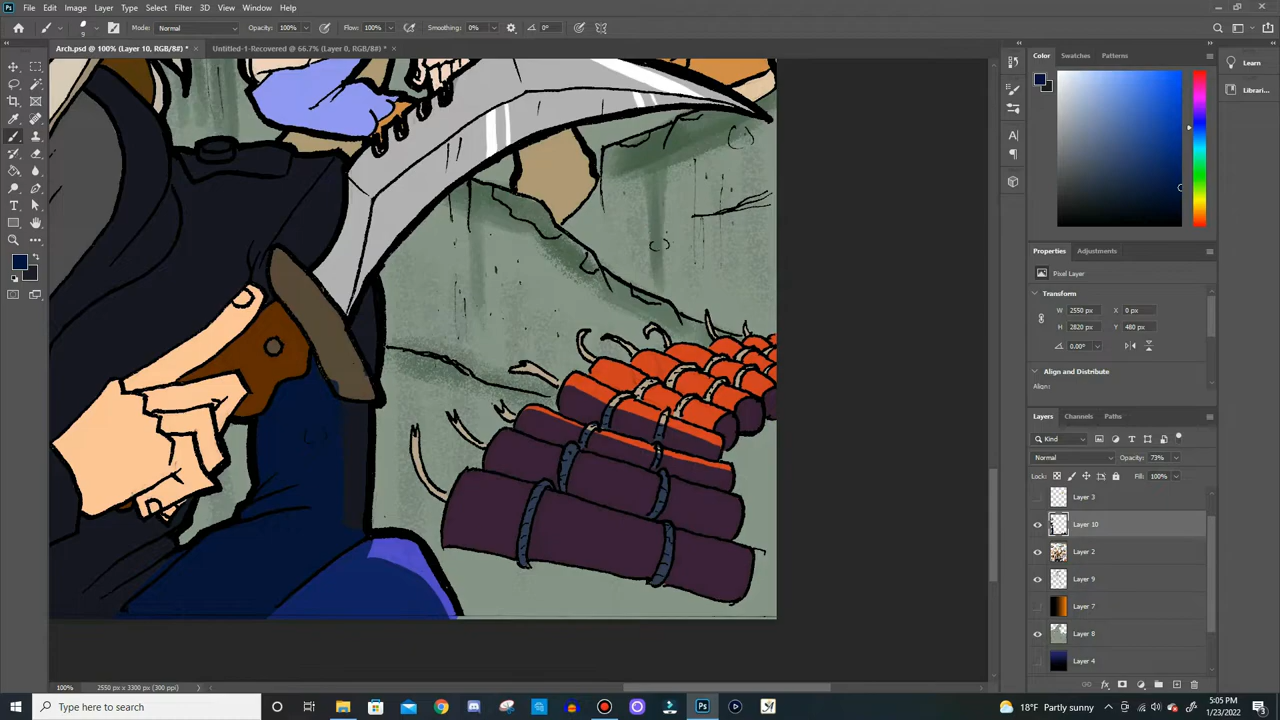 File Edit Image Layer Type Select Filter 3D View Window Help
Mode: Normal Opacity: 100% Flow: 100% Smoothing: 0% 0°
Arch.psd @ 100% (Layer 10, RGB/8#) * × Untitled-1-Recovered @ 66.7% (Layer 0, RGB/8#) * ×
Color Swatches Patterns
Learn
Librari...
Properties Adjustments
Pixel Layer
Transform
W: 2550 px X: 0 px
H: 2820 px Y: 480 px
0.00°
Align and Distribute
Align:
Layers Channels Paths
Kind
Normal Opacity: 73%
Lock: Fill: 100%
Layer 3
Layer 10
Layer 2
Layer 9
Layer 7
Layer 8
Layer 4
100% 2550 px x 3300 px (300 ppi)
Type here to search
18°F Partly sunny
5:05 PM
1/23/2022